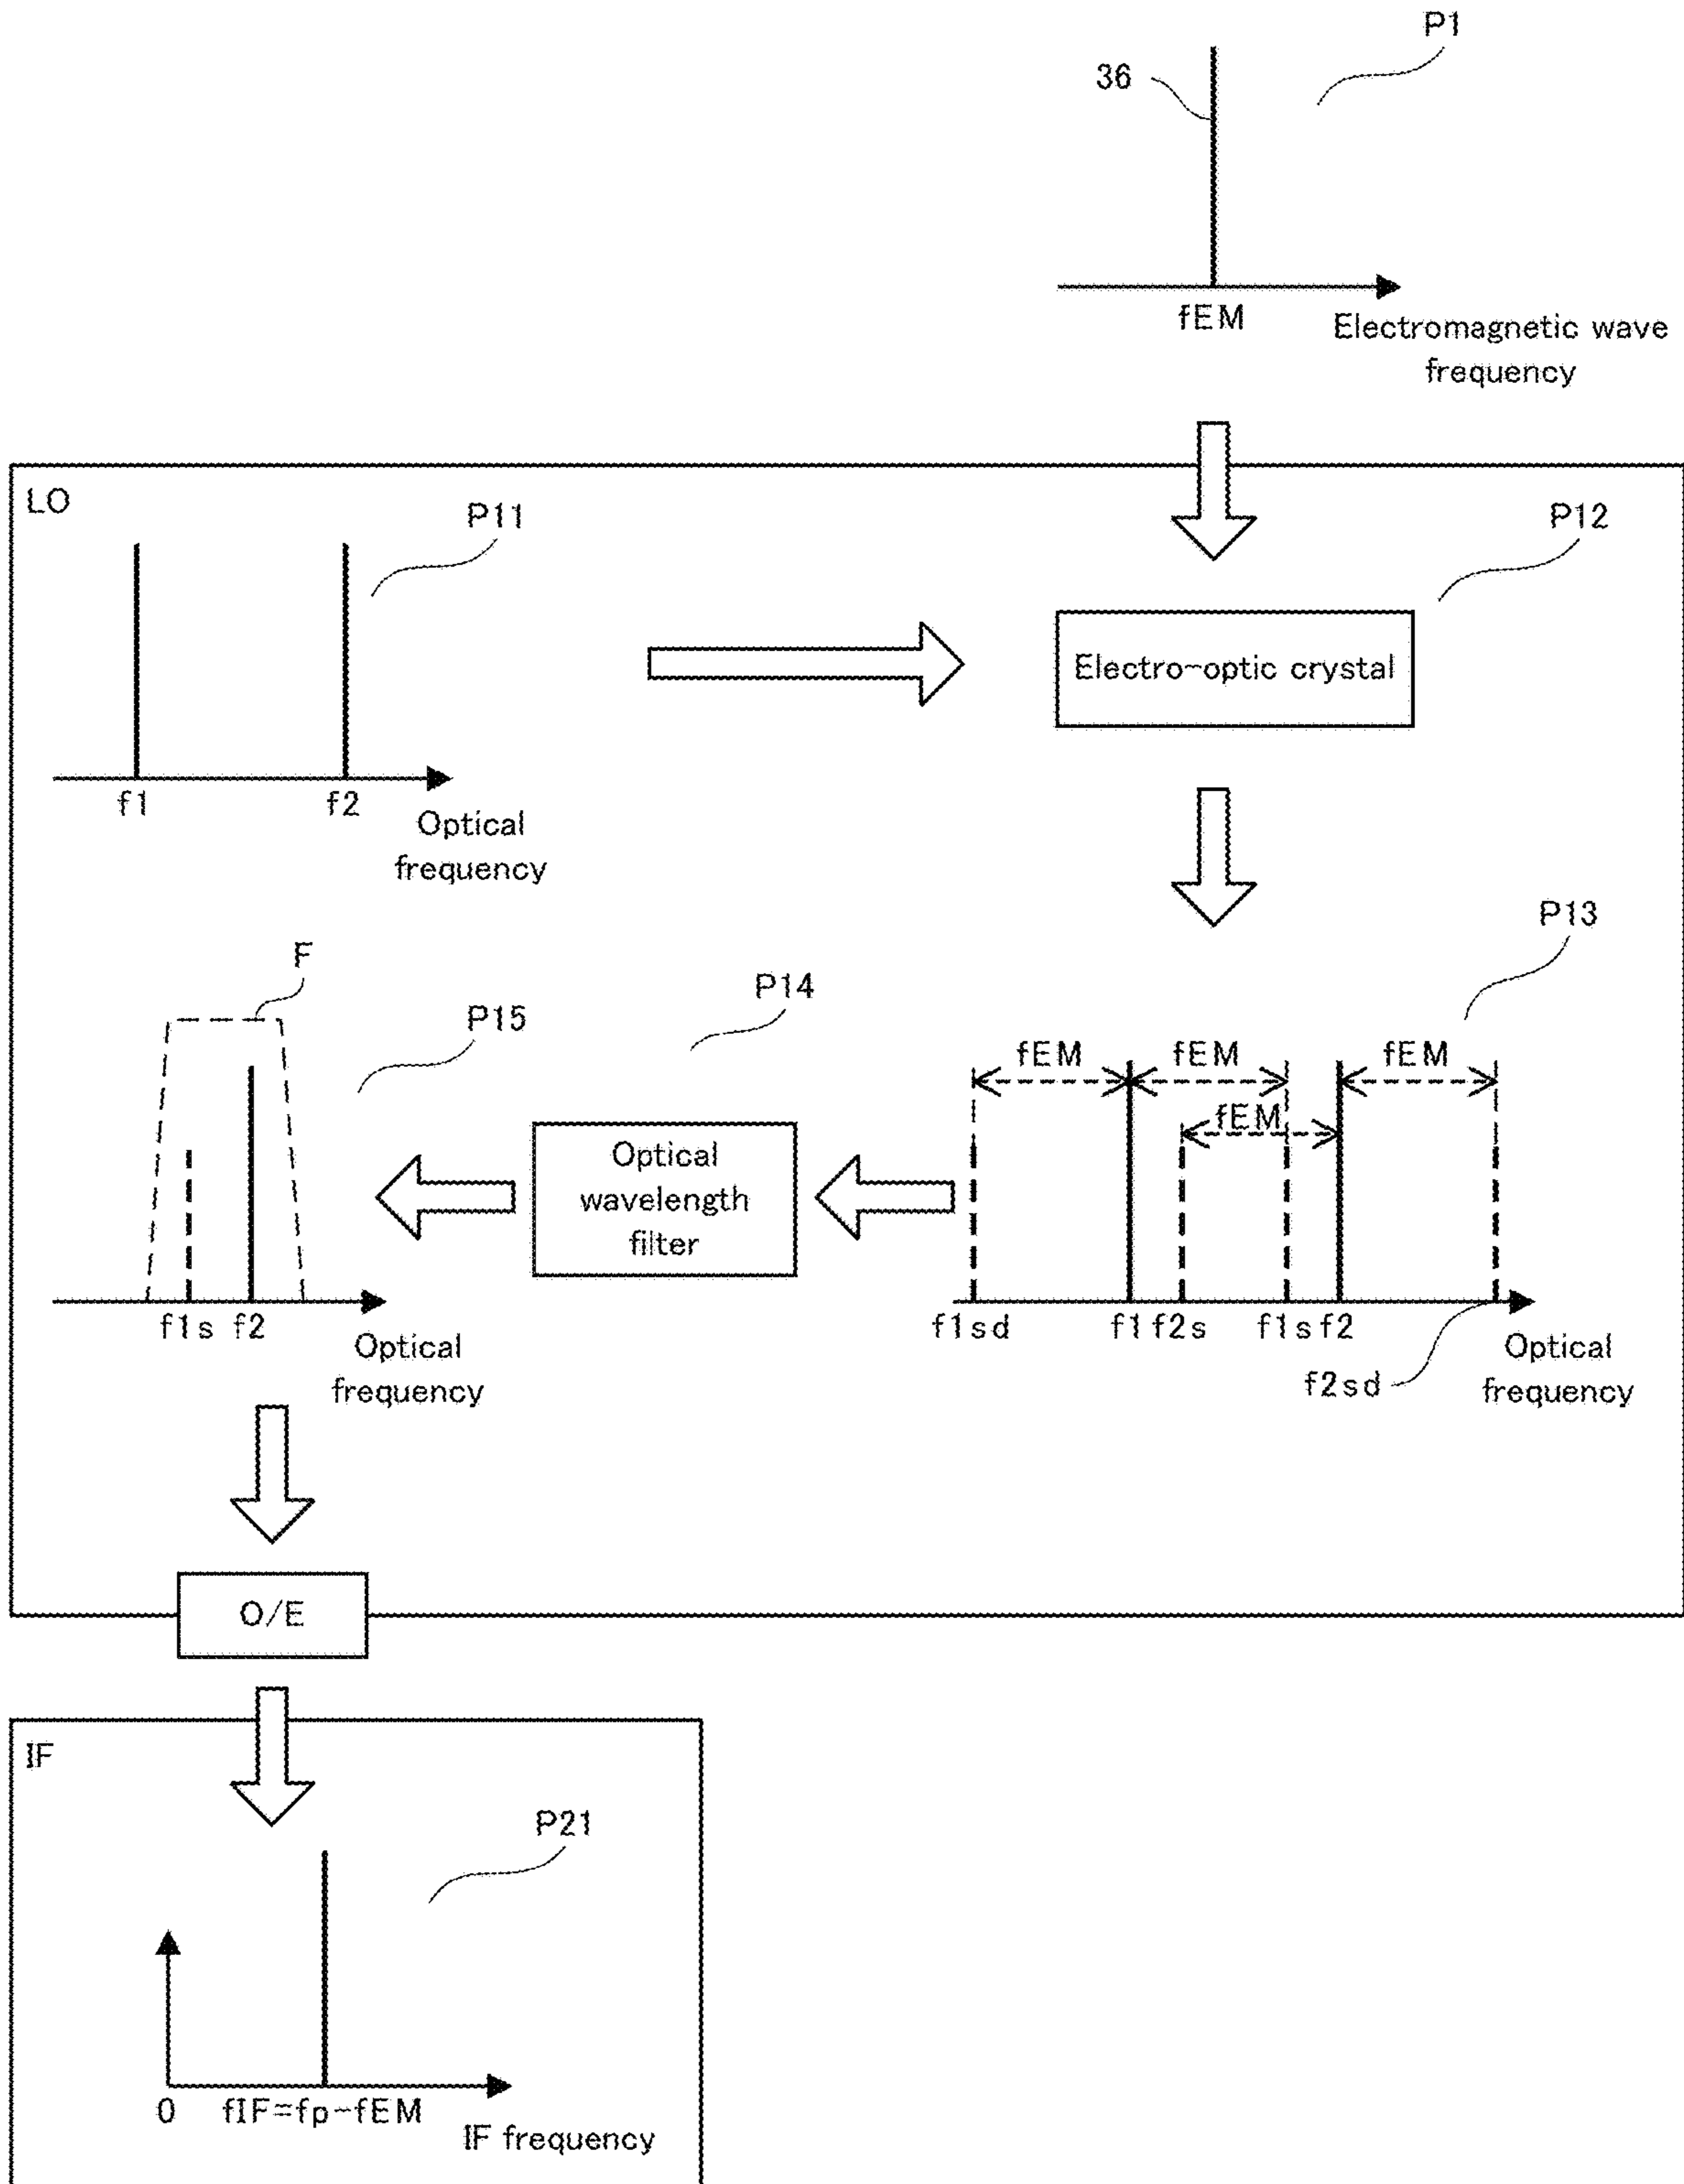 P1
36
fEM
Electromagnetic wave
frequency
LO
P11
P12
Electro-optic crystal
f1
f2
Optical
frequency
P13
F
P15
P14
fEM
fEM
fEM
fEM
Optical
wavelength
filter
f1s
f2
Optical
frequency
f1sd
f1
f2s
f1s
f2
f2sd
Optical
frequency
O/E
IF
P21
0
fIF=fp-fEM
IF frequency